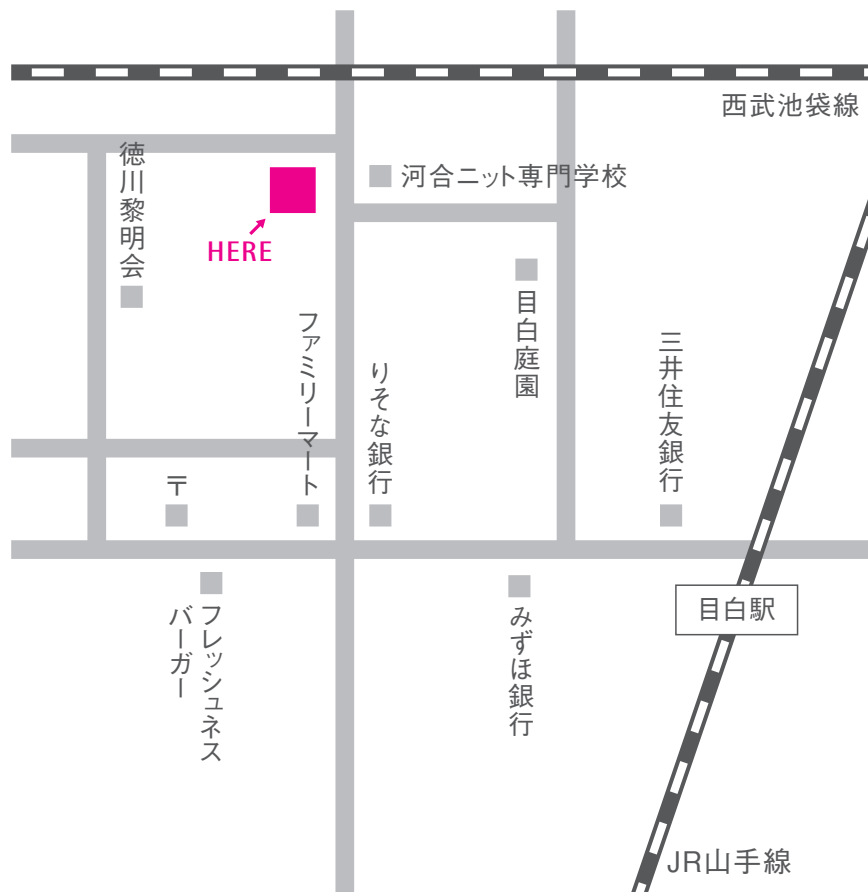 西武池袋線
徳川黎明会
河合ニット専門学校
HERE
目白庭園
ファミリーマート
りそな銀行
三井住友銀行
〒
フレッシュネス
バーガー
みずほ銀行
目白駅
JR山手線